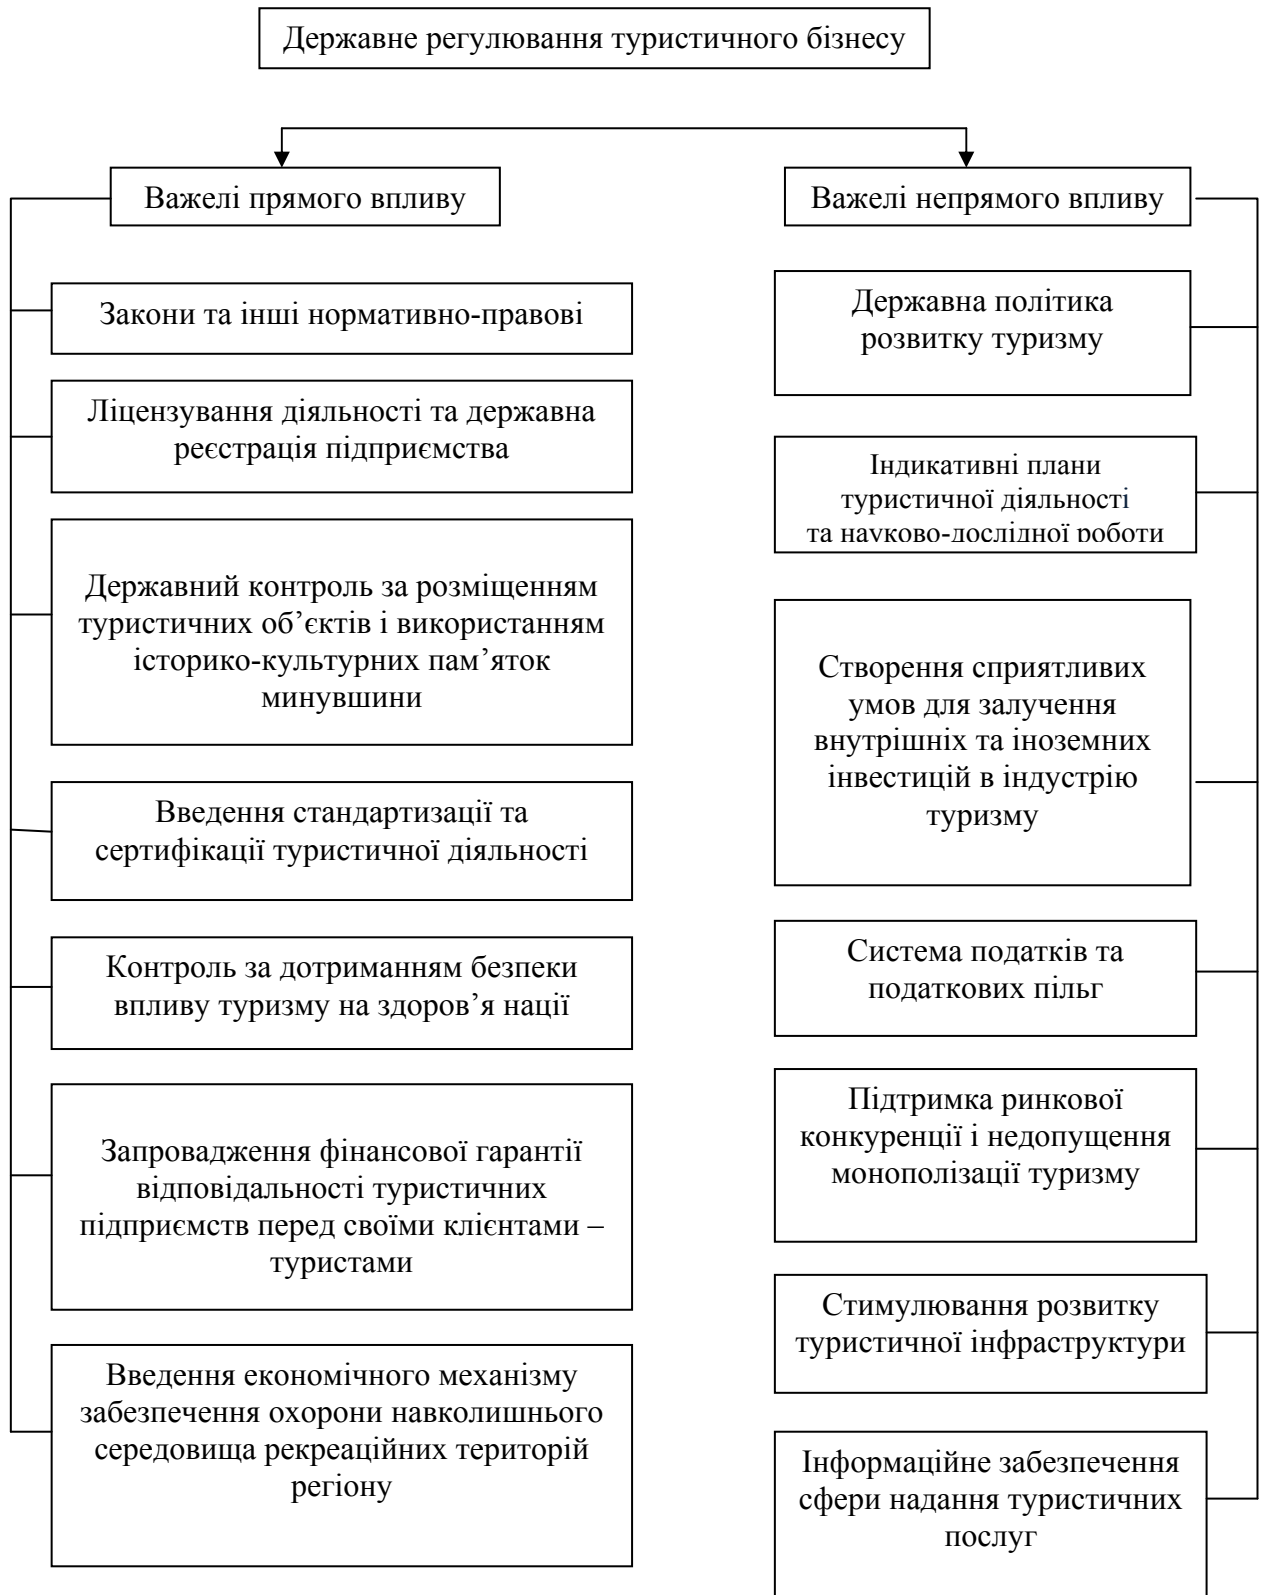 Державне регулювання туристичного бізнесу
Важелі прямого впливу
Закони та інші нормативно-правові
Ліцензування діяльності та державна
реєстрація підприємства
Державний контроль за розміщенням
туристичних об’єктів і використанням
історико-культурних пам’яток
минувшини
Введення стандартизації та
сертифікації туристичної діяльності
Контроль за дотриманням безпеки
впливу туризму на здоров’я нації
Запровадження фінансової гарантії
відповідальності туристичних
підприємств перед своїми клієнтами –
туристами
Введення економічного механізму
забезпечення охорони навколишнього
середовища рекреаційних територій
регіону
Важелі непрямого впливу
Державна політика
розвитку туризму
Індикативні плани
туристичної діяльності
та науково-дослідної роботи
Створення сприятливих
умов для залучення
внутрішніх та іноземних
інвестицій в індустрію
туризму
Система податків та
податкових пільг
Підтримка ринкової
конкуренції і недопущення
монополізації туризму
Стимулювання розвитку
туристичної інфраструктури
Інформаційне забезпечення
сфери надання туристичних
послуг